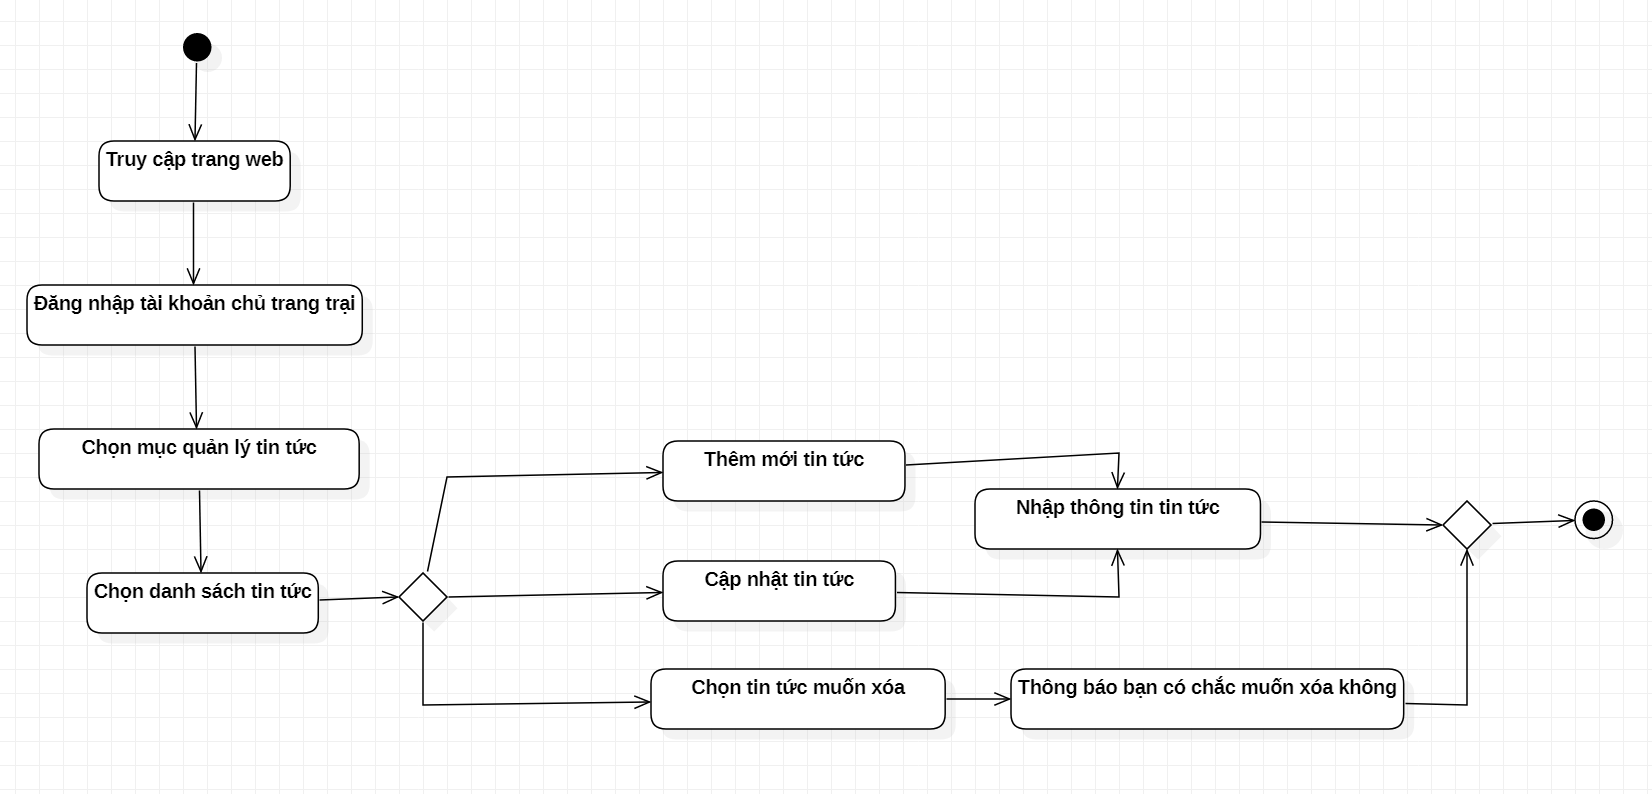 Truy cập trang web
Đăng nhập tài khoản chủ trang trại
Chọn mục quản lý tin tức
Chọn danh sách tin tức
Thêm mới tin tức
Cập nhật tin tức
Chọn tin tức muốn xóa
Nhập thông tin tin tức
Thông báo bạn có chắc muốn xóa không